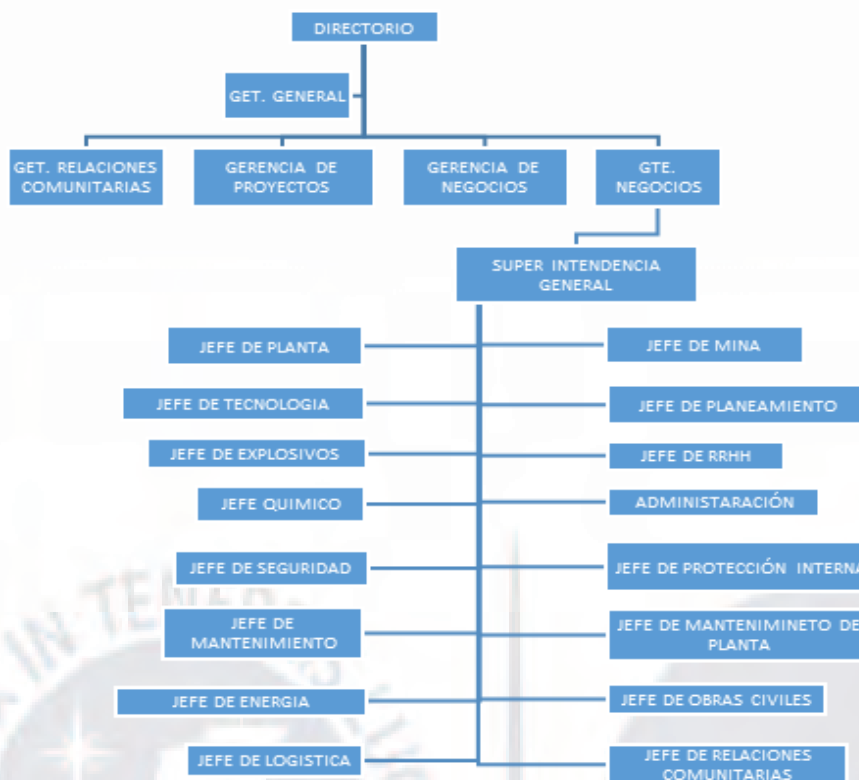 DIRECTORIO
GET. GENERAL
GET. RELACIONES
COMUNITARIAS
GERENCIA DE
PROYECTOS
GERENCIA DE
NEGOCIOS
GTE.
NEGOCIOS
SUPER INTENDENCIA
GENERAL
JEFE DE PLANTA
JEFE DE MINA
JEFE DE TECNOLOGIA
JEFE DE PLANEAMIENTO
JEFE DE EXPLOSIVOS
JEFE DE RRHH
JEFE QUIMICO
ADMINISTARACIÓN
JEFE DE SEGURIDAD
JEFE DE PROTECCIÓN INTERNA
JEFE DE
MANTENIMIENTO
JEFE DE MANTENIMINETO DE
PLANTA
JEFE DE ENERGIA
JEFE DE OBRAS CIVILES
JEFE DE LOGISTICA
JEFE DE RELACIONES
COMUNITARIAS
IN